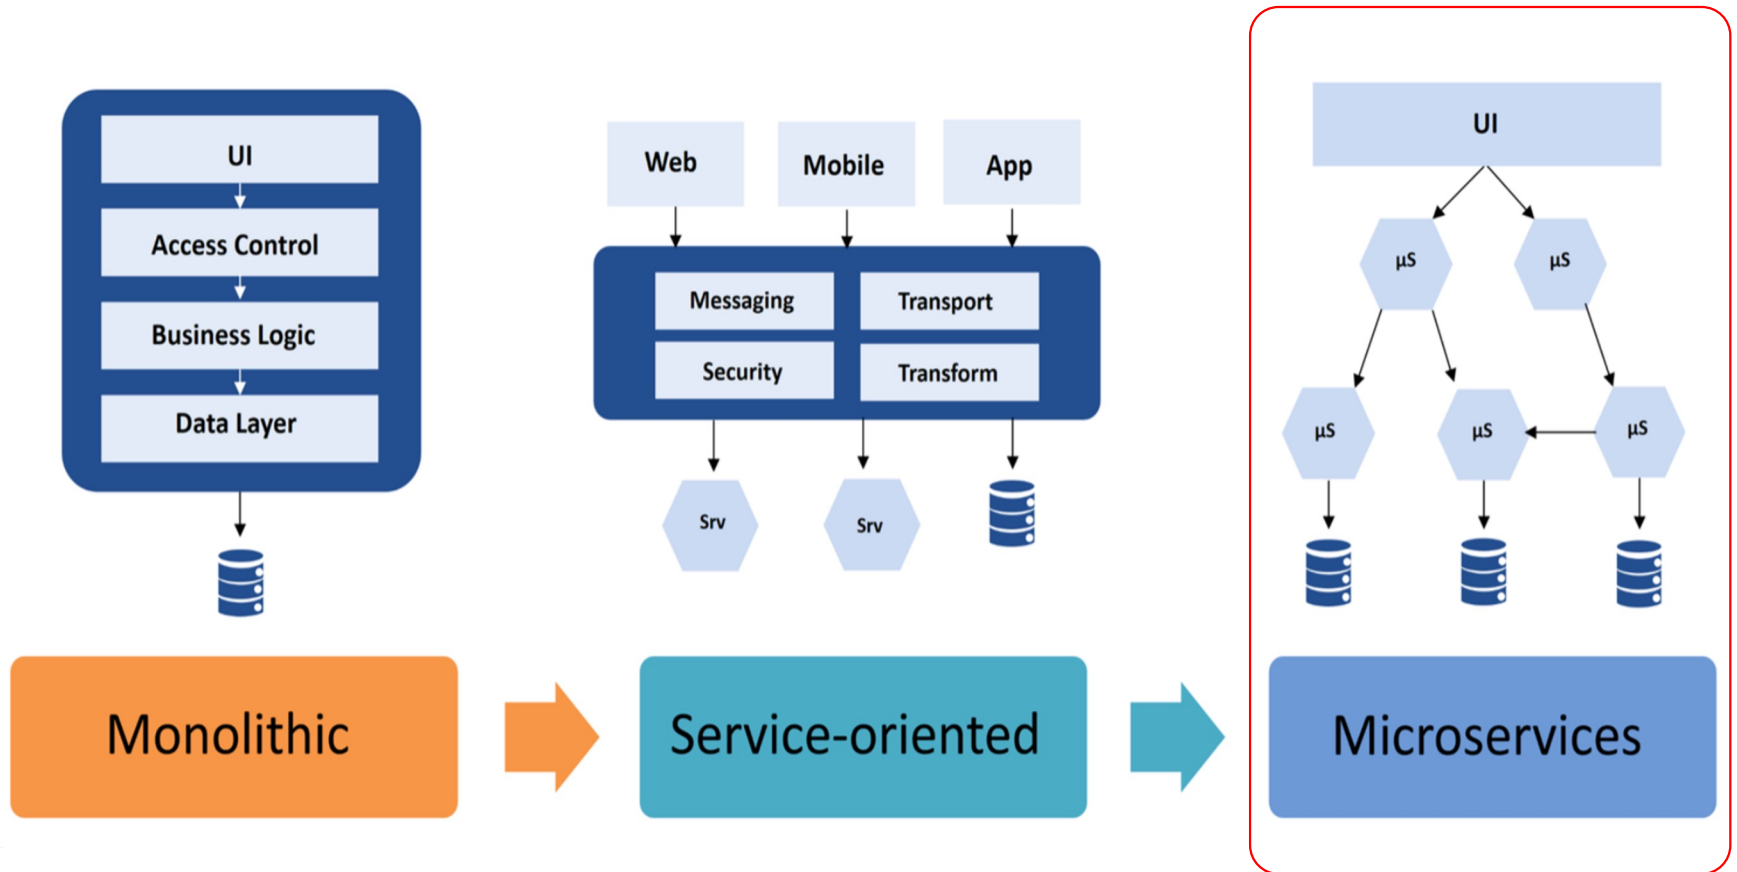 UI
Access Control
Business Logic
Data Layer
Monolithic
Web
Mobile
App
Messaging
Transport
Security
Transform
Srv
Srv
Service-oriented
UI
µS
µS
µS
µS
µS
Microservices